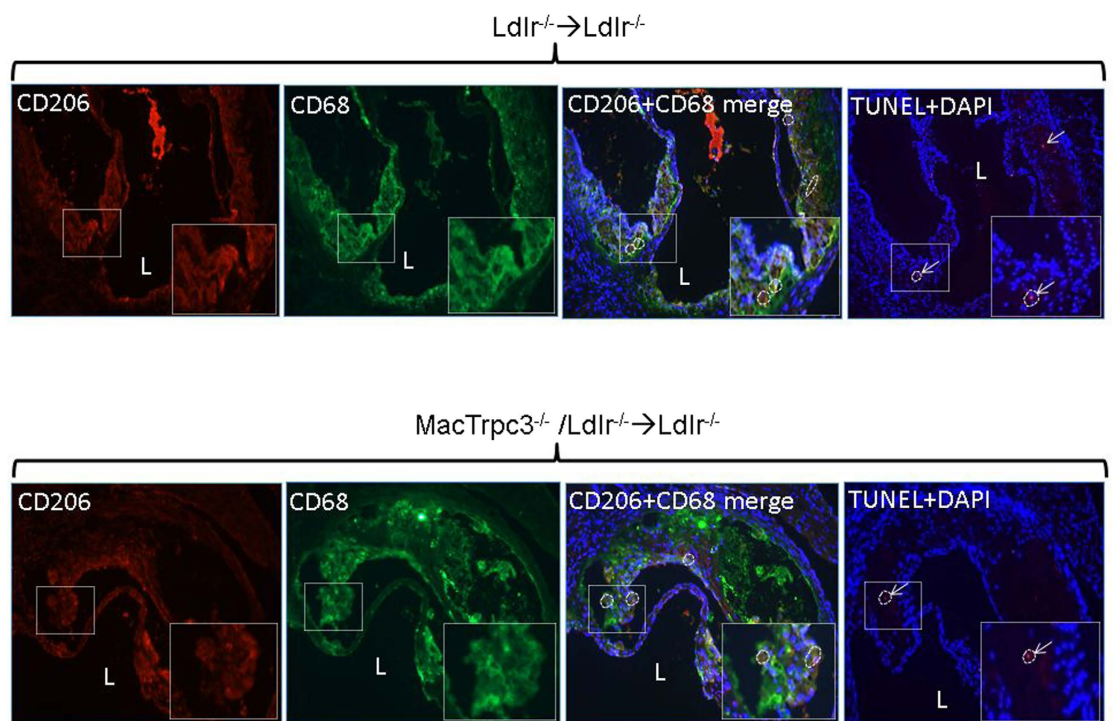 Ldlr-/-→Ldlr-/-
CD206
CD68
CD206+CD68 merge
TUNEL+DAPI
L
L
L
L
MacTrpc3-/- /Ldlr-/-→Ldlr-/-
CD206
CD68
CD206+CD68 merge
TUNEL+DAPI
L
L
L
L